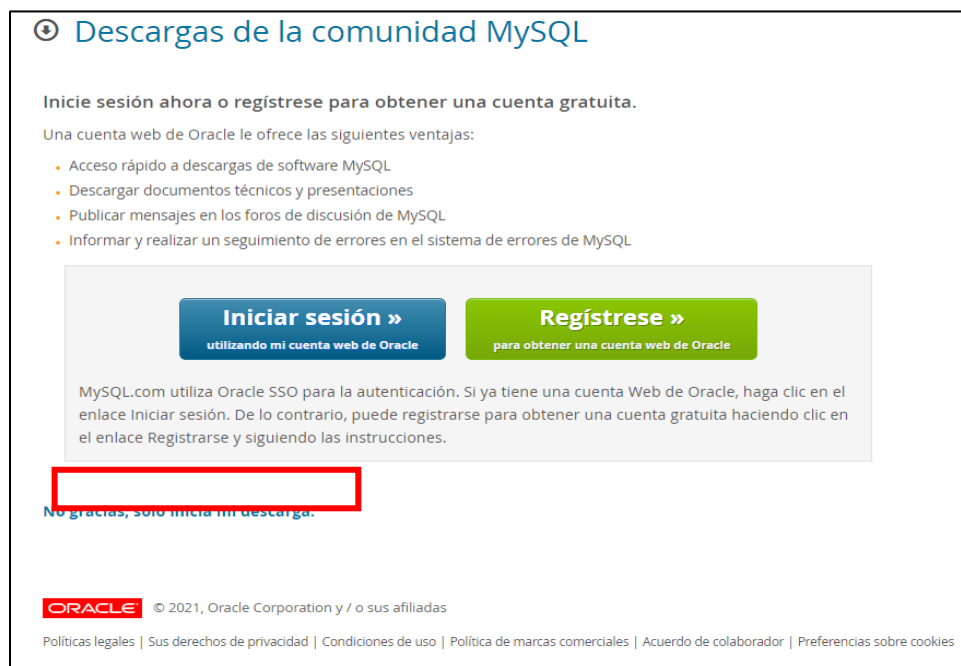 Descargas de la comunidad MySQL
Inicie sesión ahora o regístrese para obtener una cuenta gratuita.
Una cuenta web de Oracle le ofrece las siguientes ventajas:
Acceso rápido a descargas de software MySQL
Descargar documentos técnicos y presentaciones
Publicar mensajes en los foros de discusión de MySQL
Informar y realizar un seguimiento de errores en el sistema de errores de MySQL
Iniciar sesión »
utilizando mi cuenta web de Oracle
Regístrese »
para obtener una cuenta web de Oracle
MySQL.com utiliza Oracle SSO para la autenticación. Si ya tiene una cuenta Web de Oracle, haga clic en el
enlace Iniciar sesión. De lo contrario, puede registrarse para obtener una cuenta gratuita haciendo clic en
el enlace Registrarse y siguiendo las instrucciones.
No gracias, solo inicia mi descarga.
ORACLE © 2021, Oracle Corporation y / o sus afiliadas
Políticas legales | Sus derechos de privacidad | Condiciones de uso | Política de marcas comerciales | Acuerdo de colaborador | Preferencias sobre cookies